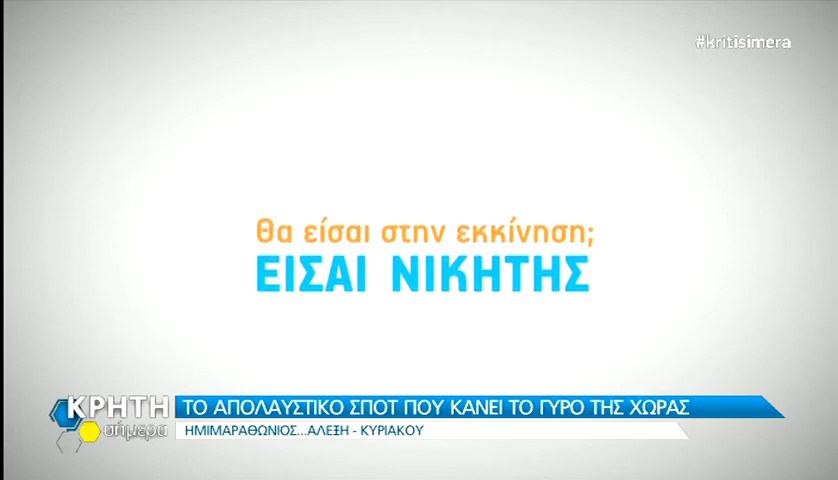 #kritisimera
Θα είσαι στην εκκίνηση;
ΕΙΣΑΙ ΝΙΚΗΤΗΣ
ΚΡΗΤΗ
σήμερα
ΤΟ ΑΠΟΛΑΥΣΤΙΚΟ ΣΠΟΤ ΠΟΥ ΚΑΝΕΙ ΤΟ ΓΥΡΟ ΤΗΣ ΧΩΡΑΣ
ΗΜΙΜΑΡΑΘΩΝΙΟΣ...ΑΛΕΞΗ - ΚΥΡΙΑΚΟΥ